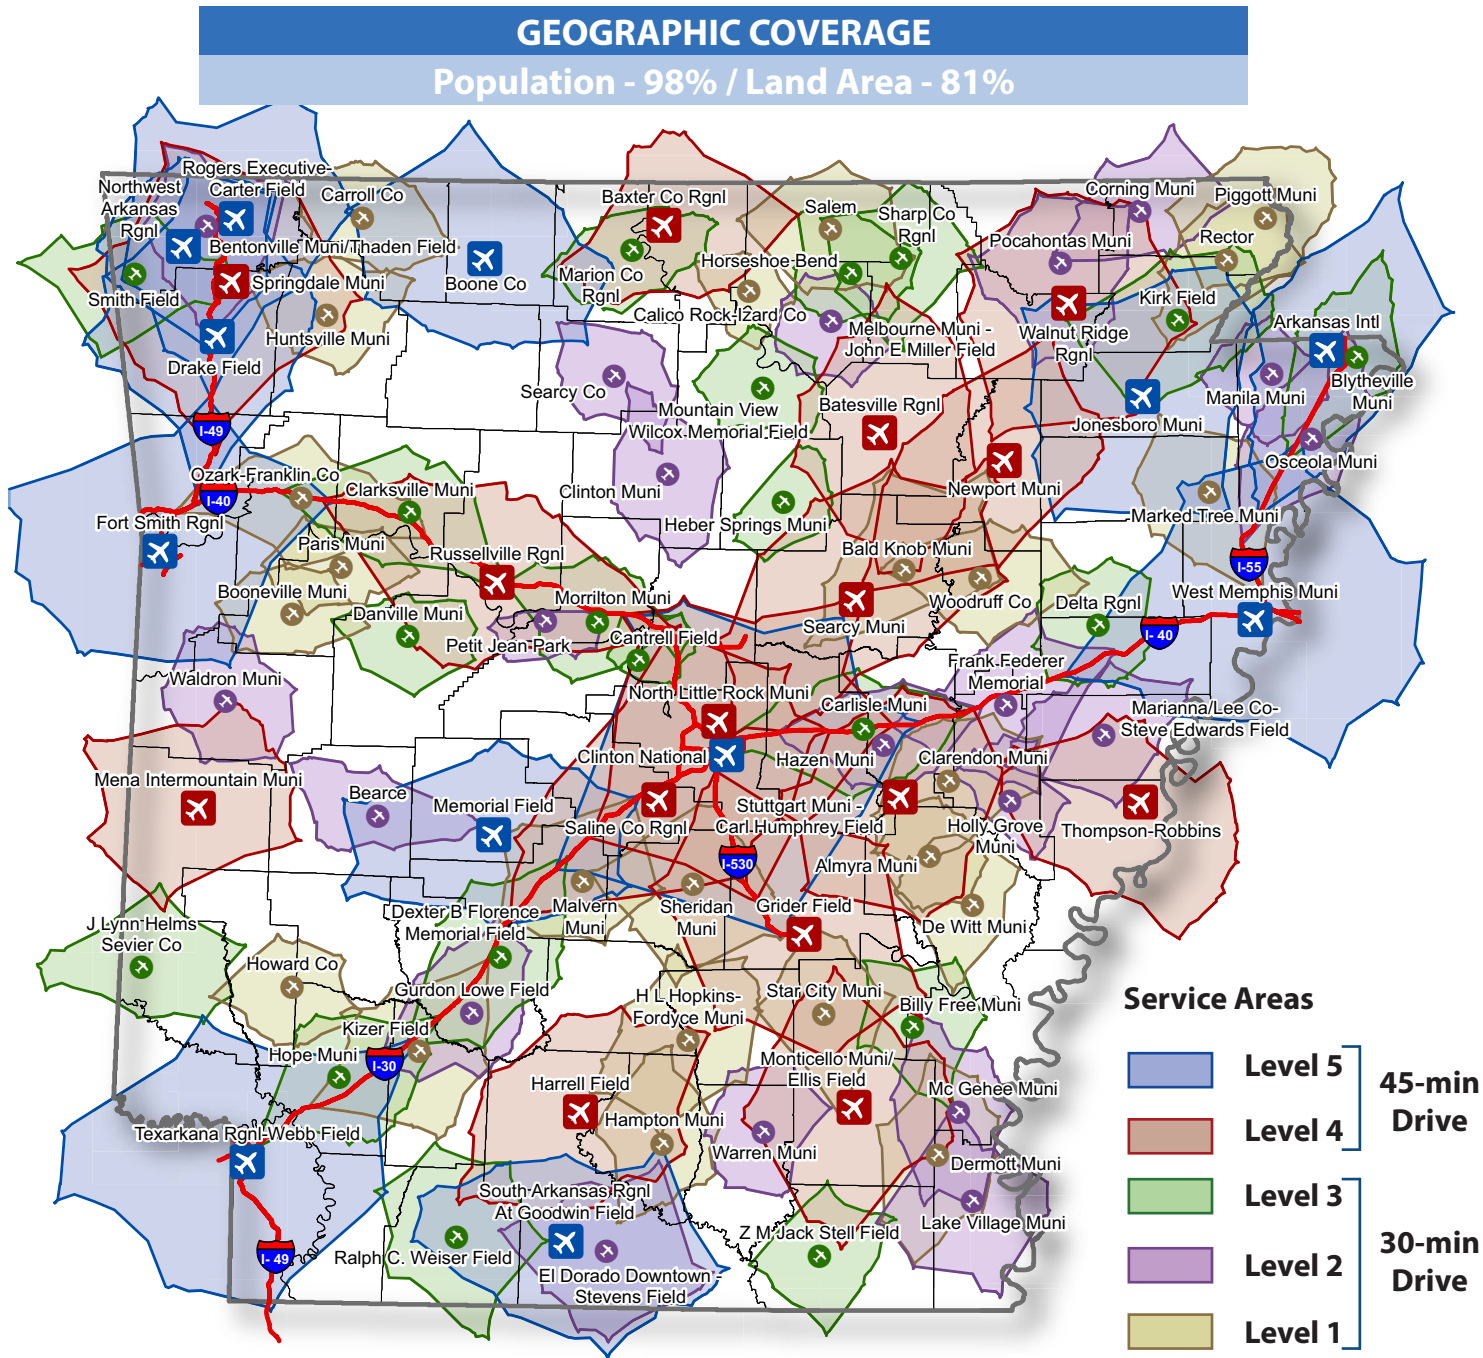 GEOGRAPHIC COVERAGE
Population - 98% / Land Area - 81%
Rogers Executive-
Carter Field
Northwest
Arkansas
Rgnl
Carroll Co
Bentonville Muni/Thaden Field
Boone Co
Springdale Muni
Smith Field
Huntsville Muni
Drake Field
Baxter Co Rgnl
Marion Co
Rgnl
Salem
Sharp Co
Rgnl
Horseshoe Bend
Calico Rock-Izard Co
Melbourne Muni -
John E Miller Field
Corning Muni
Piggott Muni
Pocahontas Muni
Rector
Kirk Field
Walnut Ridge
Rgnl
Arkansas Intl
Blytheville
Muni
Manila Muni
Jonesboro Muni
Osceola Muni
Searcy Co
Mountain View
Wilcox Memorial Field
Batesville Rgnl
I-49
Ozark-Franklin Co
I-40
Clarksville Muni
Fort Smith Rgnl
Clinton Muni
Heber Springs Muni
Newport Muni
Marked Tree Muni
Paris Muni
Russellville Rgnl
Bald Knob Muni
I-55
Booneville Muni
Morrilton Muni
Danville Muni
Petit Jean Park
Cantrell Field
Searcy Muni
Woodruff Co
Delta Rgnl
West Memphis Muni
I- 40
Waldron Muni
Frank Federer
Memorial
North Little Rock Muni
Carlisle Muni
Marianna/Lee Co-
Steve Edwards Field
Clinton National
Hazen Muni
Clarendon Muni
Mena Intermountain Muni
Bearce
Memorial Field
Saline Co Rgnl
Stuttgart Muni -
Carl Humphrey Field
Holly Grove
Muni
Thompson-Robbins
I-530
Almyra Muni
Malvern
Muni
Sheridan
Muni
Grider Field
De Witt Muni
Dexter B Florence
Memorial Field
J Lynn Helms
Sevier Co
Howard Co
Gurdon Lowe Field
H L Hopkins-
Fordyce Muni
Star City Muni
Billy Free Muni
Kizer Field
Hope Muni
I-30
Monticello Muni/
Ellis Field
Harrell Field
Hampton Muni
Mc Gehee Muni
Texarkana Rgnl-Webb Field
Warren Muni
Dermott Muni
South Arkansas Rgnl
At Goodwin Field
Lake Village Muni
Z M Jack Stell Field
Ralph C. Weiser Field
I- 49
El Dorado Downtown -
Stevens Field
Service Areas
Level 5
Level 4
45-min
Drive
Level 3
Level 2
Level 1
30-min
Drive